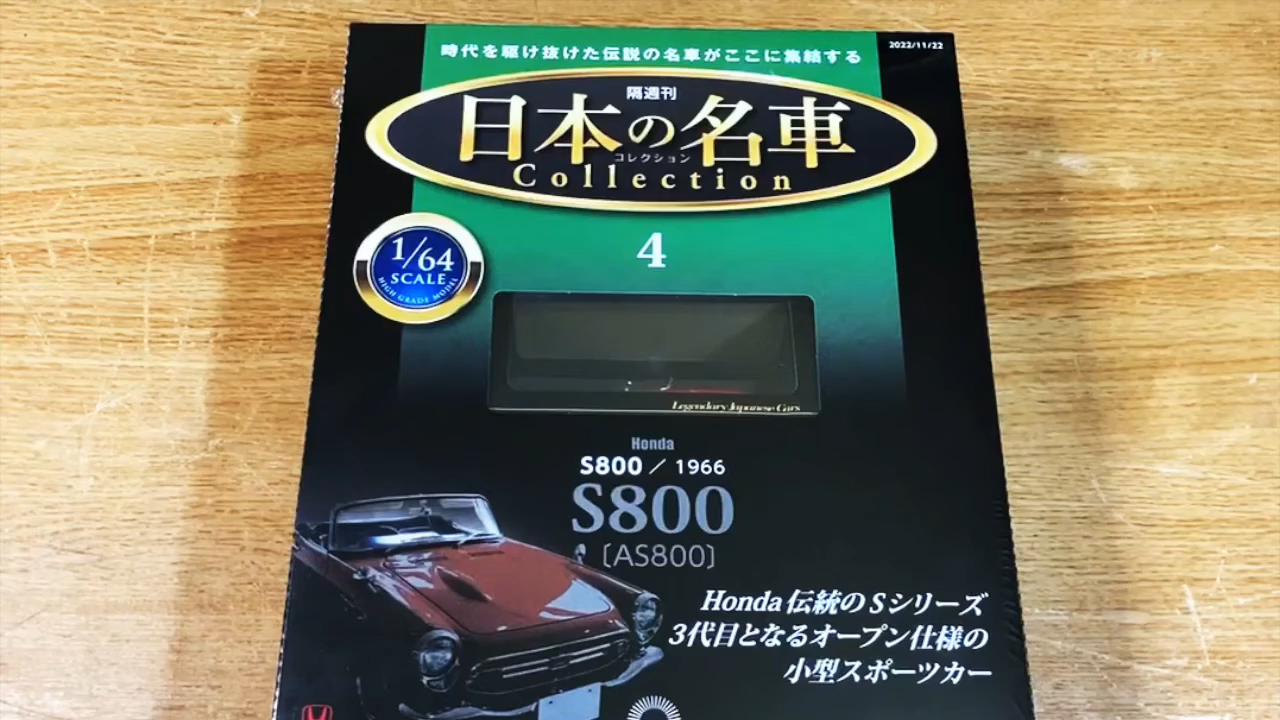 時代を駆け抜けた伝説の名車がここに集結する
2022/11/22
隔週刊
日本の名車
コレクション
Collection
1/64
SCALE
HIGH GRADE MODEL
4
Legendary Japanese Cars
Honda
S800 / 1966
S800
[AS800]
Honda伝統のSシリーズ
3代目となるオープン仕様の
小型スポーツカー